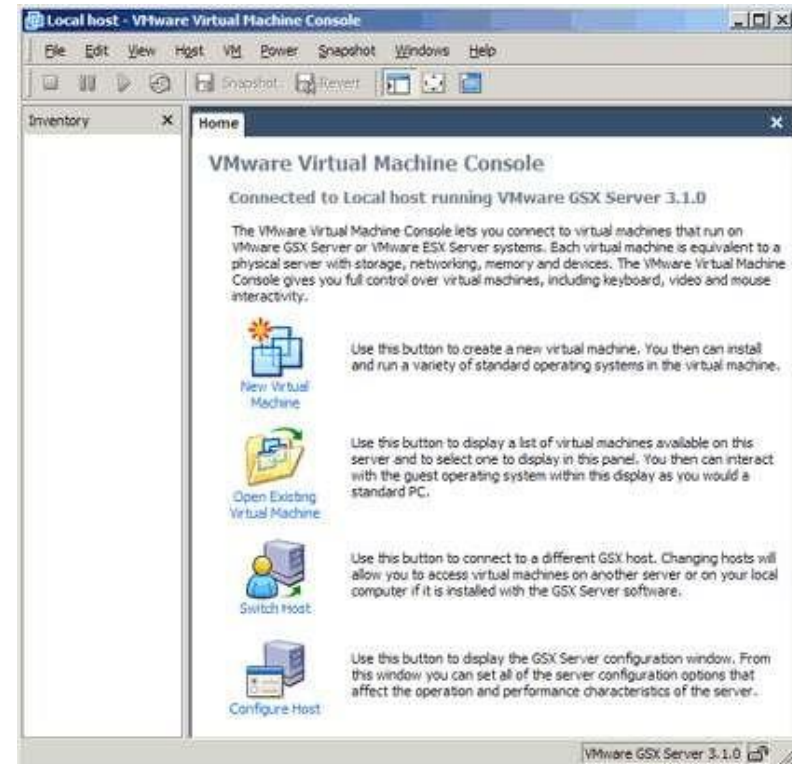 Local host - VMware Virtual Machine Console
File Edit View Host VM Power Snapshot Windows Help
Snapshot Revert
Inventory
Home
VMware Virtual Machine Console
Connected to Local host running VMware GSX Server 3.1.0
The VMware Virtual Machine Console lets you connect to virtual machines that run on
VMware GSX Server or VMware ESX Server systems. Each virtual machine is equivalent to a
physical server with storage, networking, memory and devices. The VMware Virtual Machine
Console gives you full control over virtual machines, including keyboard, video and mouse
interactivity.
New Virtual
Machine
Use this button to create a new virtual machine. You then can install
and run a variety of standard operating systems in the virtual machine.
Open Existing
Virtual Machine
Use this button to display a list of virtual machines available on this
server and to select one to display in this panel. You then can interact
with the guest operating system within this display as you would a
standard PC.
Switch Host
Use this button to connect to a different GSX host. Changing hosts will
allow you to access virtual machines on another server or on your local
computer if it is installed with the GSX Server software.
Configure Host
Use this button to display the GSX Server configuration window. From
this window you can set all of the server configuration options that
affect the operation and performance characteristics of the server.
VMware GSX Server 3.1.0